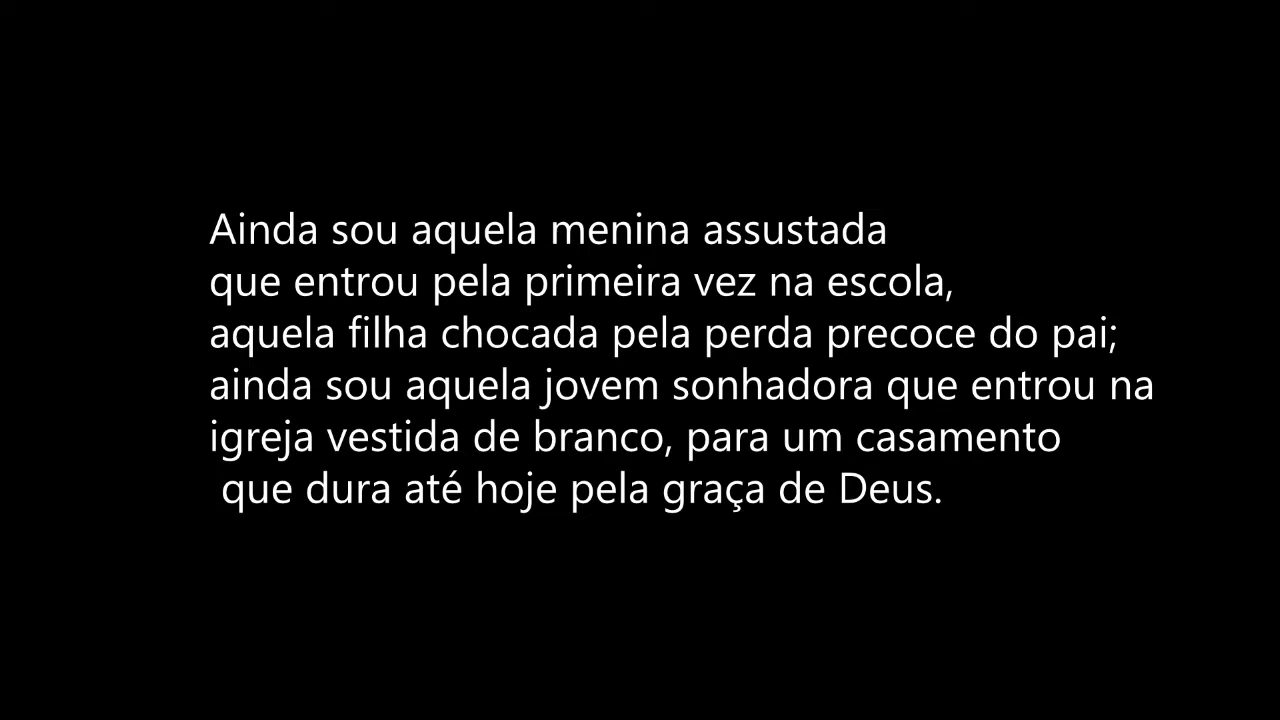 Ainda sou aquela menina assustada
que entrou pela primeira vez na escola,
aquela filha chocada pela perda precoce do pai;
ainda sou aquela jovem sonhadora que entrou na
igreja vestida de branco, para um casamento
que dura até hoje pela graça de Deus.